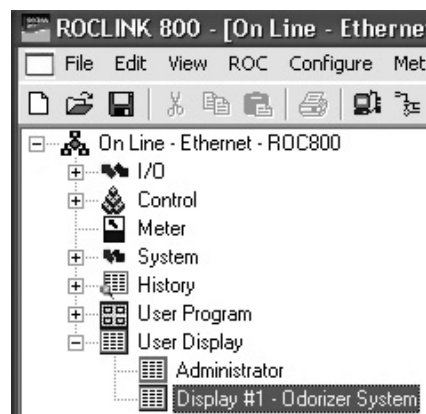 ROCLINK 800 - [On Line - Etherne
File Edit View ROC Configure Met
On Line - Ethernet - ROC800
I/O
Control
Meter
System
History
User Program
User Display
Administrator
Display #1 - Odorizer System